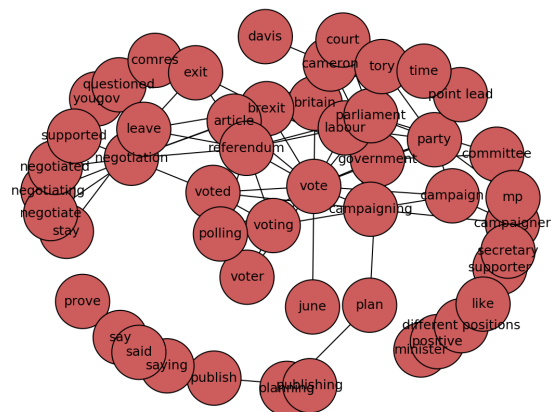 davis
court
cameron
tory
time
comres
exit
questioned
yougov
point lead
brexit
britain
article
parliament
labour
leave
supported
party
referendum
negotiation
government
committee
negotiated
negotiating
voted
vote
campaign
mp
negotiate
campaigning
stay
polling
voting
campaigner
secretary
supporter
voter
prove
june
plan
like
different positions
say
positive
said
minister
saying
publish
planning
publishing